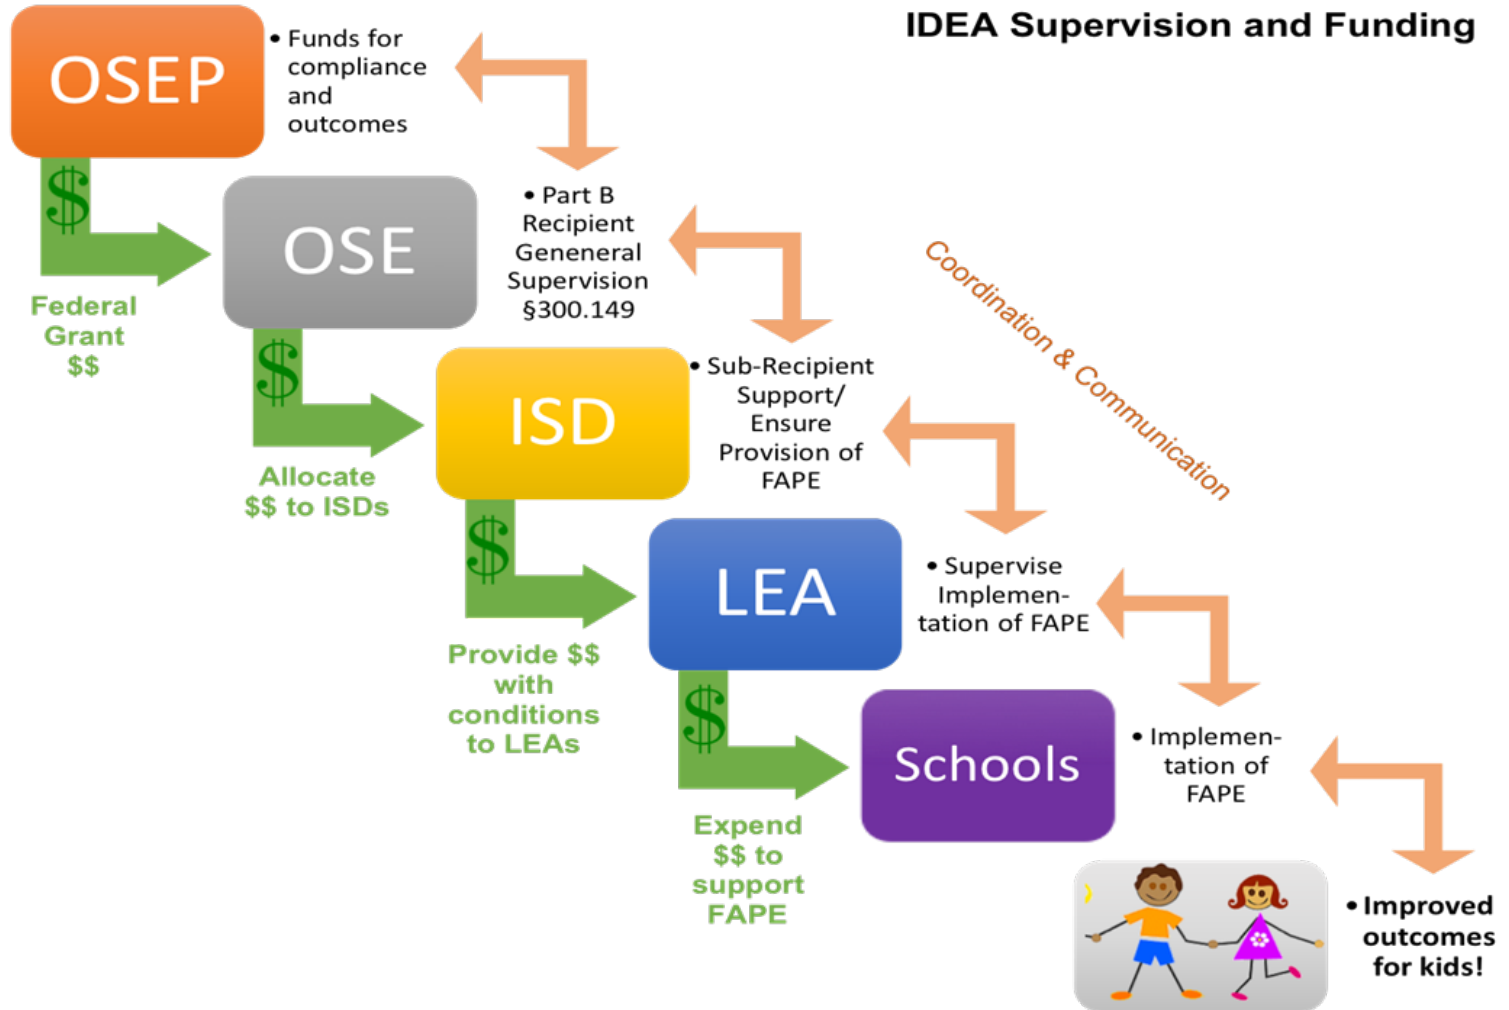 IDEA Supervision and Funding
OSEP
• Funds for
compliance
and
outcomes
$
Federal
Grant
$$
OSE
• Part B
Recipient
Geneneral
Supervision
§300.149
$
Allocate
$$ to ISDs
ISD
• Sub-Recipient
Support/
Ensure
Provision of
FAPE
Coordination & Communication
$
Provide $$
with
conditions
to LEAs
LEA
• Supervise
Implemen-
tation of FAPE
$
Expend
$$ to
support
FAPE
Schools
• Implemen-
tation of
FAPE
• Improved
outcomes
for kids!